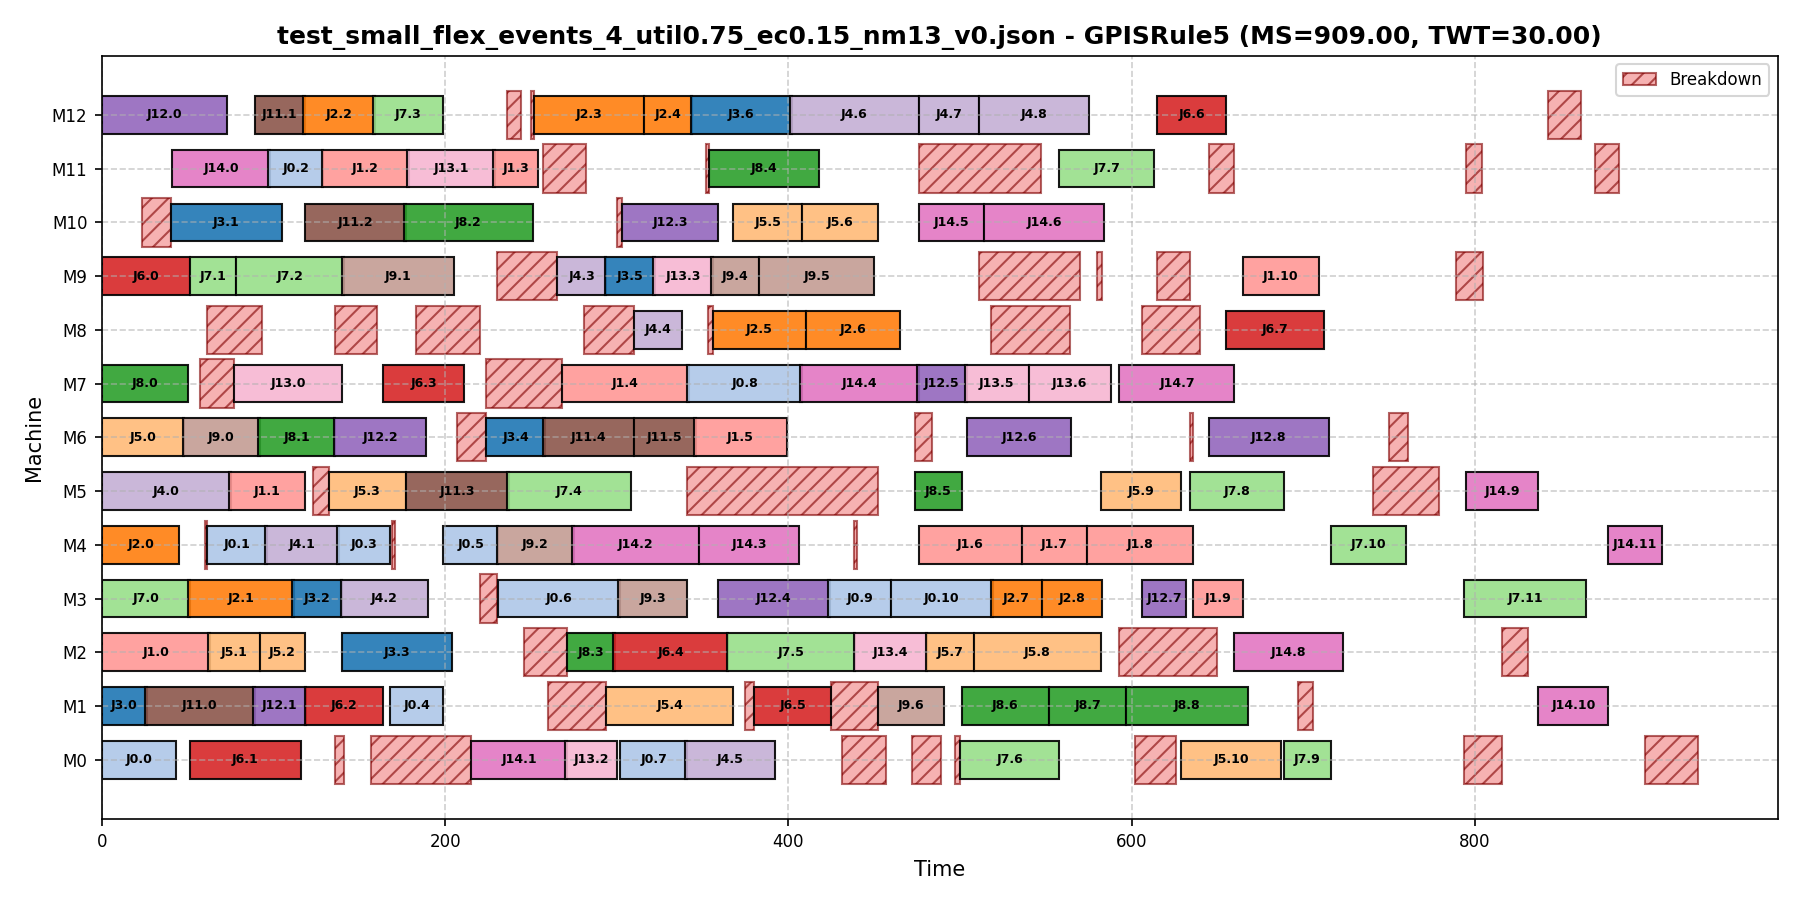 test_small_flex_events_4_util0.75_ec0.15_nm13_v0.json - GPISRule5 (MS=909.00, TWT=30.00)
Breakdown
Machine
M12 J12.0 J11.1 J2.2 J7.3 J2.3 J2.4 J3.6 J4.6 J4.7 J4.8 J6.6
M11 J14.0 J0.2 J1.2 J13.1 J1.3 J8.4 J7.7
M10 J3.1 J11.2 J8.2 J12.3 J5.5 J5.6 J14.5 J14.6
M9 J6.0 J7.1 J7.2 J9.1 J4.3 J3.5 J13.3 J9.4 J9.5 J1.10
M8 J4.4 J2.5 J2.6 J6.7
M7 J8.0 J13.0 J6.3 J1.4 J0.8 J14.4 J12.5 J13.5 J13.6 J14.7
M6 J5.0 J9.0 J8.1 J12.2 J3.4 J11.4 J11.5 J1.5 J12.6 J12.8
M5 J4.0 J1.1 J5.3 J11.3 J7.4 J8.5 J5.9 J7.8 J14.9
M4 J2.0 J0.1 J4.1 J0.3 J0.5 J9.2 J14.2 J14.3 J1.6 J1.7 J1.8 J7.10 J14.11
M3 J7.0 J2.1 J3.2 J4.2 J0.6 J9.3 J12.4 J0.9 J0.10 J2.7 J2.8 J12.7 J1.9 J7.11
M2 J1.0 J5.1 J5.2 J3.3 J8.3 J6.4 J7.5 J13.4 J5.7 J5.8 J14.8
M1 J3.0 J11.0 J12.1 J6.2 J0.4 J5.4 J6.5 J9.6 J8.6 J8.7 J8.8 J14.10
M0 J0.0 J6.1 J14.1 J13.2 J0.7 J4.5 J7.6 J5.10 J7.9
0 200 400 600 800
Time